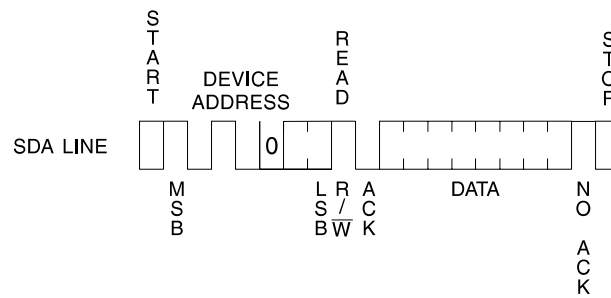 START
DEVICE
ADDRESS
READ
STOP
SDA LINE
0
MSB
LSB
R/W
ACK
DATA
NO ACK